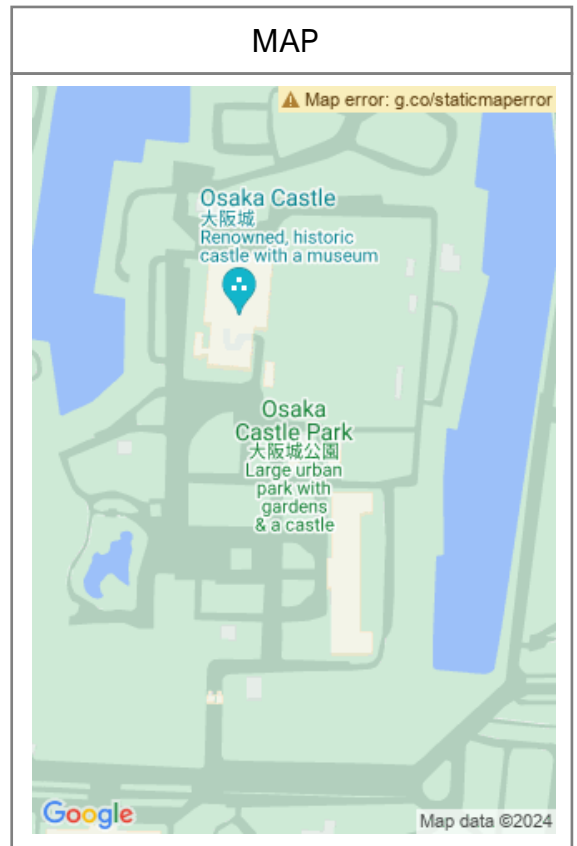 MAP
Map error: g.co/staticmaperror
Osaka Castle
大阪城
Renowned, historic
castle with a museum
Osaka
Castle Park
大阪城公園
Large urban
park with
gardens
& a castle
Google
Map data ©2024